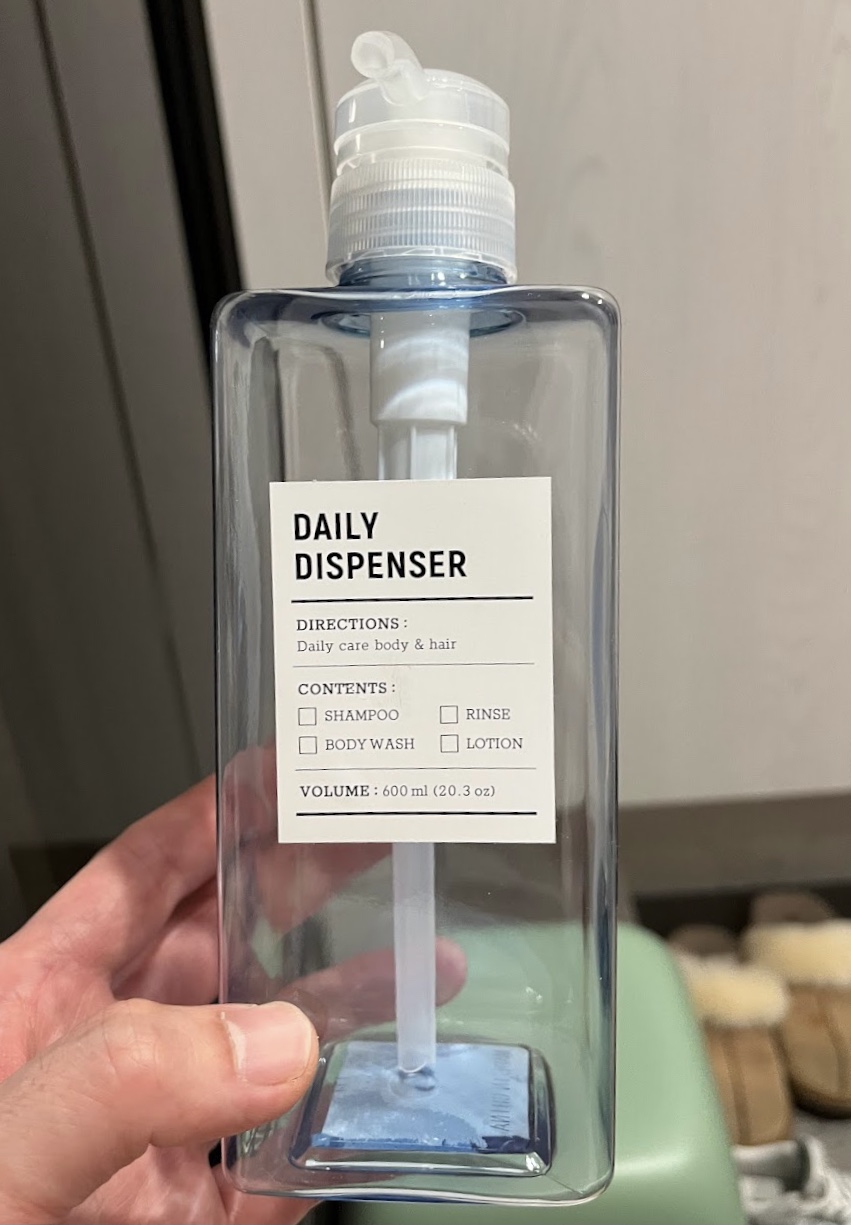 DAILY
DISPENSER
DIRECTIONS :
Daily care body & hair
CONTENTS :
SHAMPOO RINSE
BODY WASH LOTION
VOLUME : 600 ml (20.3 oz)